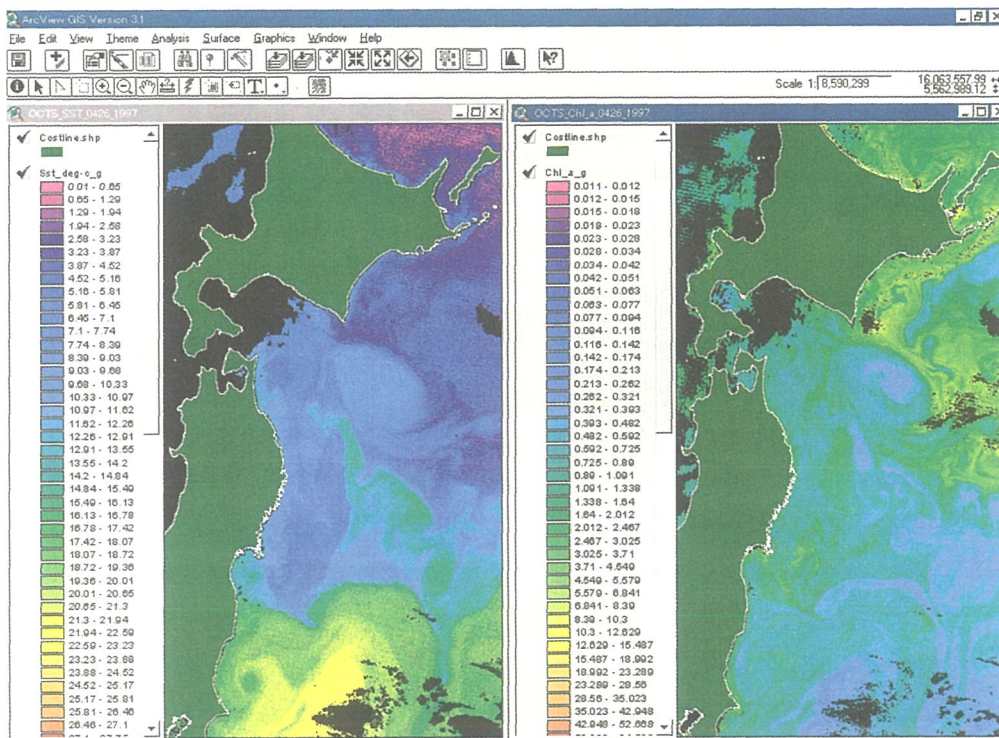 ArcView GIS Version 3.1
File Edit View Theme Analysis Surface Graphics Window Help
Scale 1: 8,590,299
16,063,557.99
5,562,989.12
OCTS_SST_0426_1997
Costline.shp
Sst_deg-c_g
0.01 - 0.65
0.65 - 1.29
1.29 - 1.94
1.94 - 2.58
2.58 - 3.23
3.23 - 3.87
3.87 - 4.52
4.52 - 5.16
5.16 - 5.81
5.81 - 6.45
6.45 - 7.1
7.1 - 7.74
7.74 - 8.39
8.39 - 9.03
9.03 - 9.68
9.68 - 10.33
10.33 - 10.97
10.97 - 11.62
11.62 - 12.26
12.26 - 12.91
12.91 - 13.55
13.55 - 14.2
14.2 - 14.84
14.84 - 15.49
15.49 - 16.13
16.13 - 16.78
16.78 - 17.42
17.42 - 18.07
18.07 - 18.72
18.72 - 19.36
19.36 - 20.01
20.01 - 20.65
20.65 - 21.3
21.3 - 21.94
21.94 - 22.59
22.59 - 23.23
23.23 - 23.88
23.88 - 24.52
24.52 - 25.17
25.17 - 25.81
25.81 - 26.46
26.46 - 27.1
OCTS_Chl_a_0426_1997
Costline.shp
Chl_a_g
0.011 - 0.012
0.012 - 0.015
0.015 - 0.018
0.018 - 0.023
0.023 - 0.028
0.028 - 0.034
0.034 - 0.042
0.042 - 0.051
0.051 - 0.063
0.063 - 0.077
0.077 - 0.094
0.094 - 0.116
0.116 - 0.142
0.142 - 0.174
0.174 - 0.213
0.213 - 0.262
0.262 - 0.321
0.321 - 0.393
0.393 - 0.482
0.482 - 0.592
0.592 - 0.725
0.725 - 0.89
0.89 - 1.091
1.091 - 1.338
1.338 - 1.64
1.64 - 2.012
2.012 - 2.467
2.467 - 3.025
3.025 - 3.71
3.71 - 4.549
4.549 - 5.579
5.579 - 6.841
6.841 - 8.39
8.39 - 10.3
10.3 - 12.629
12.629 - 15.487
15.487 - 18.992
18.992 - 23.289
23.289 - 28.56
28.56 - 35.023
35.023 - 42.948
42.948 - 52.668